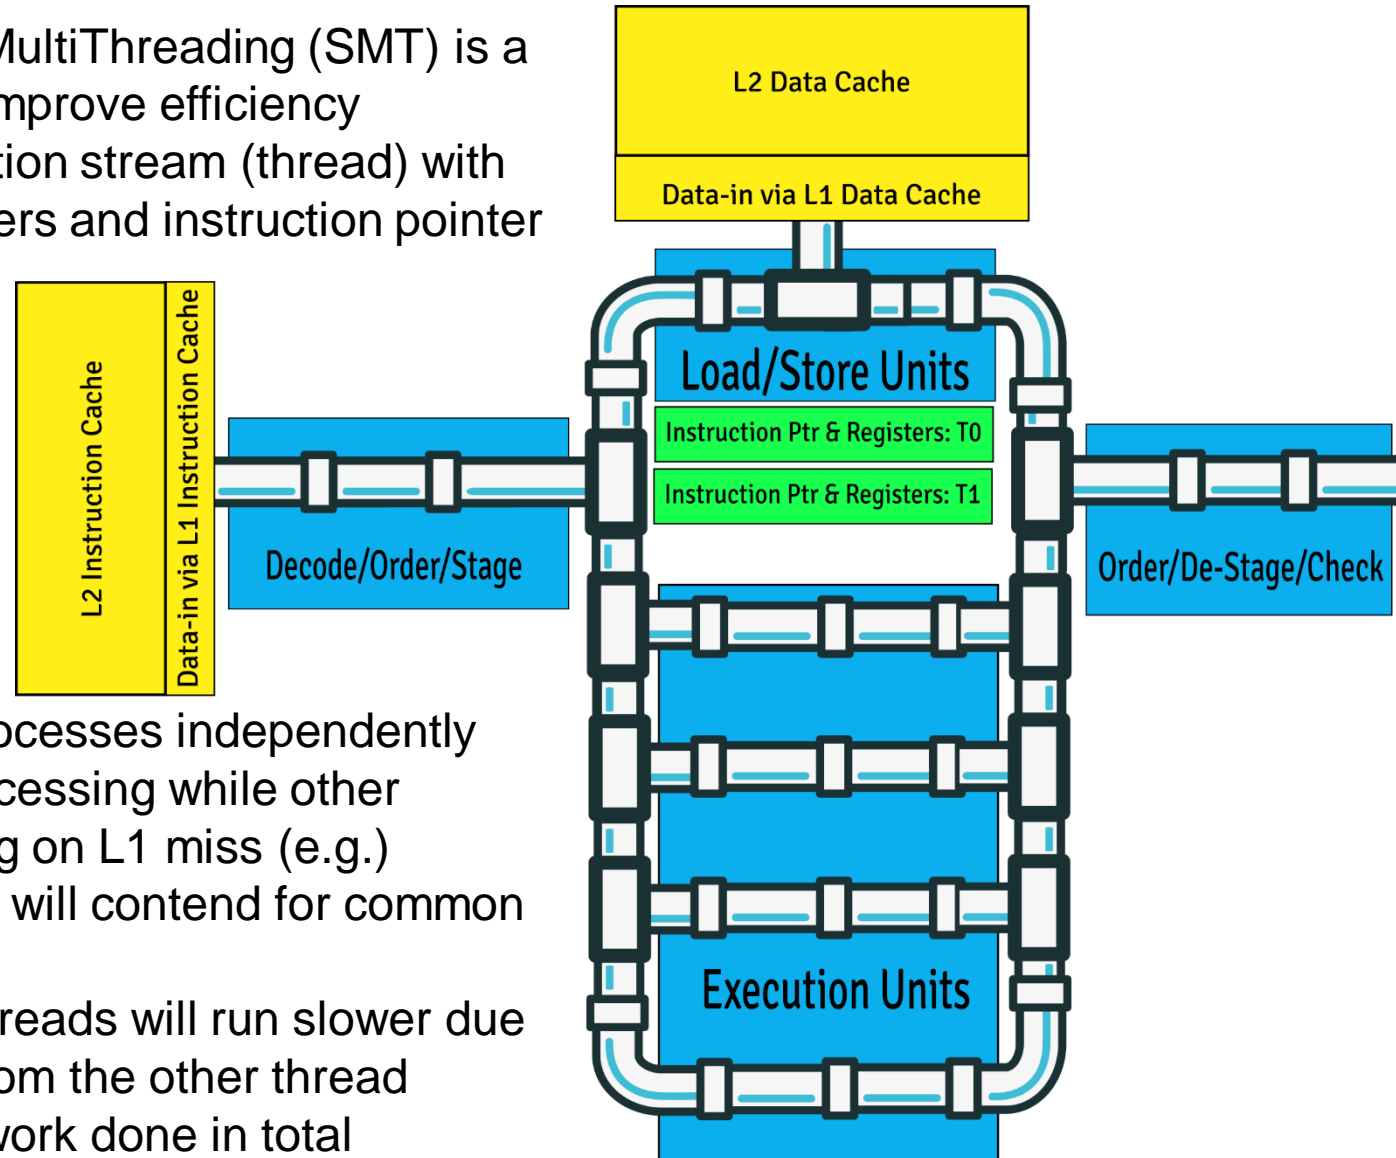 MultiThreading (SMT) is a
mprove efficiency
tion stream (thread) with
ers and instruction pointer
L2 Data Cache
Data-in via L1 Data Cache
Load/Store Units
Instruction Ptr & Registers: T0
Instruction Ptr & Registers: T1
L2 Instruction Cache
Data-in via L1 Instruction Cache
Decode/Order/Stage
Order/De-Stage/Check
ocesses independently
cessing while other
g on L1 miss (e.g.)
will contend for common
Execution Units
reads will run slower due
om the other thread
work done in total